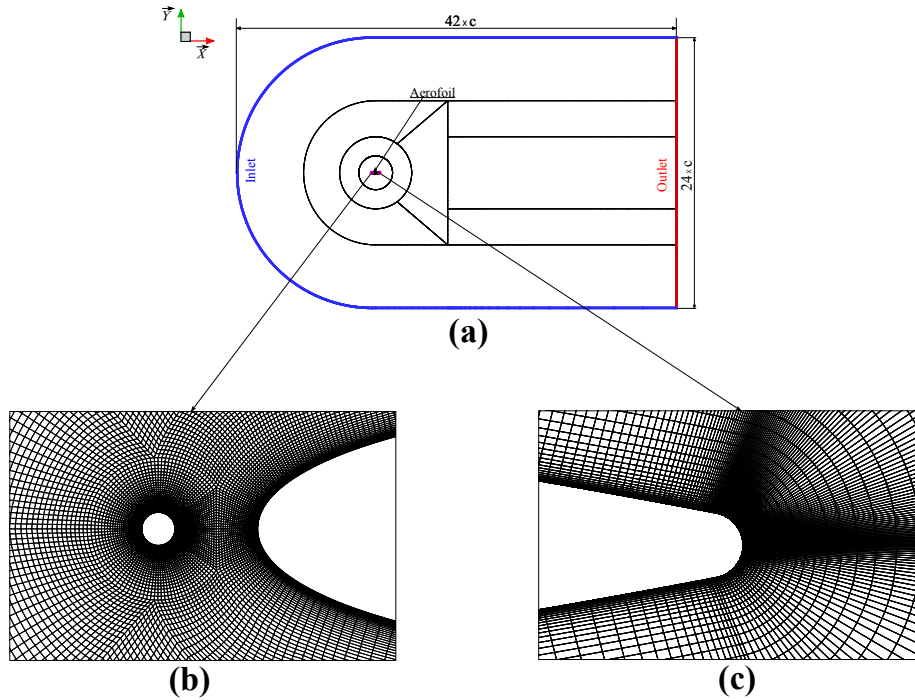 42×c
Y
X
Aerofoil
Inlet
Outlet
24×c
(a)
(b)
(c)